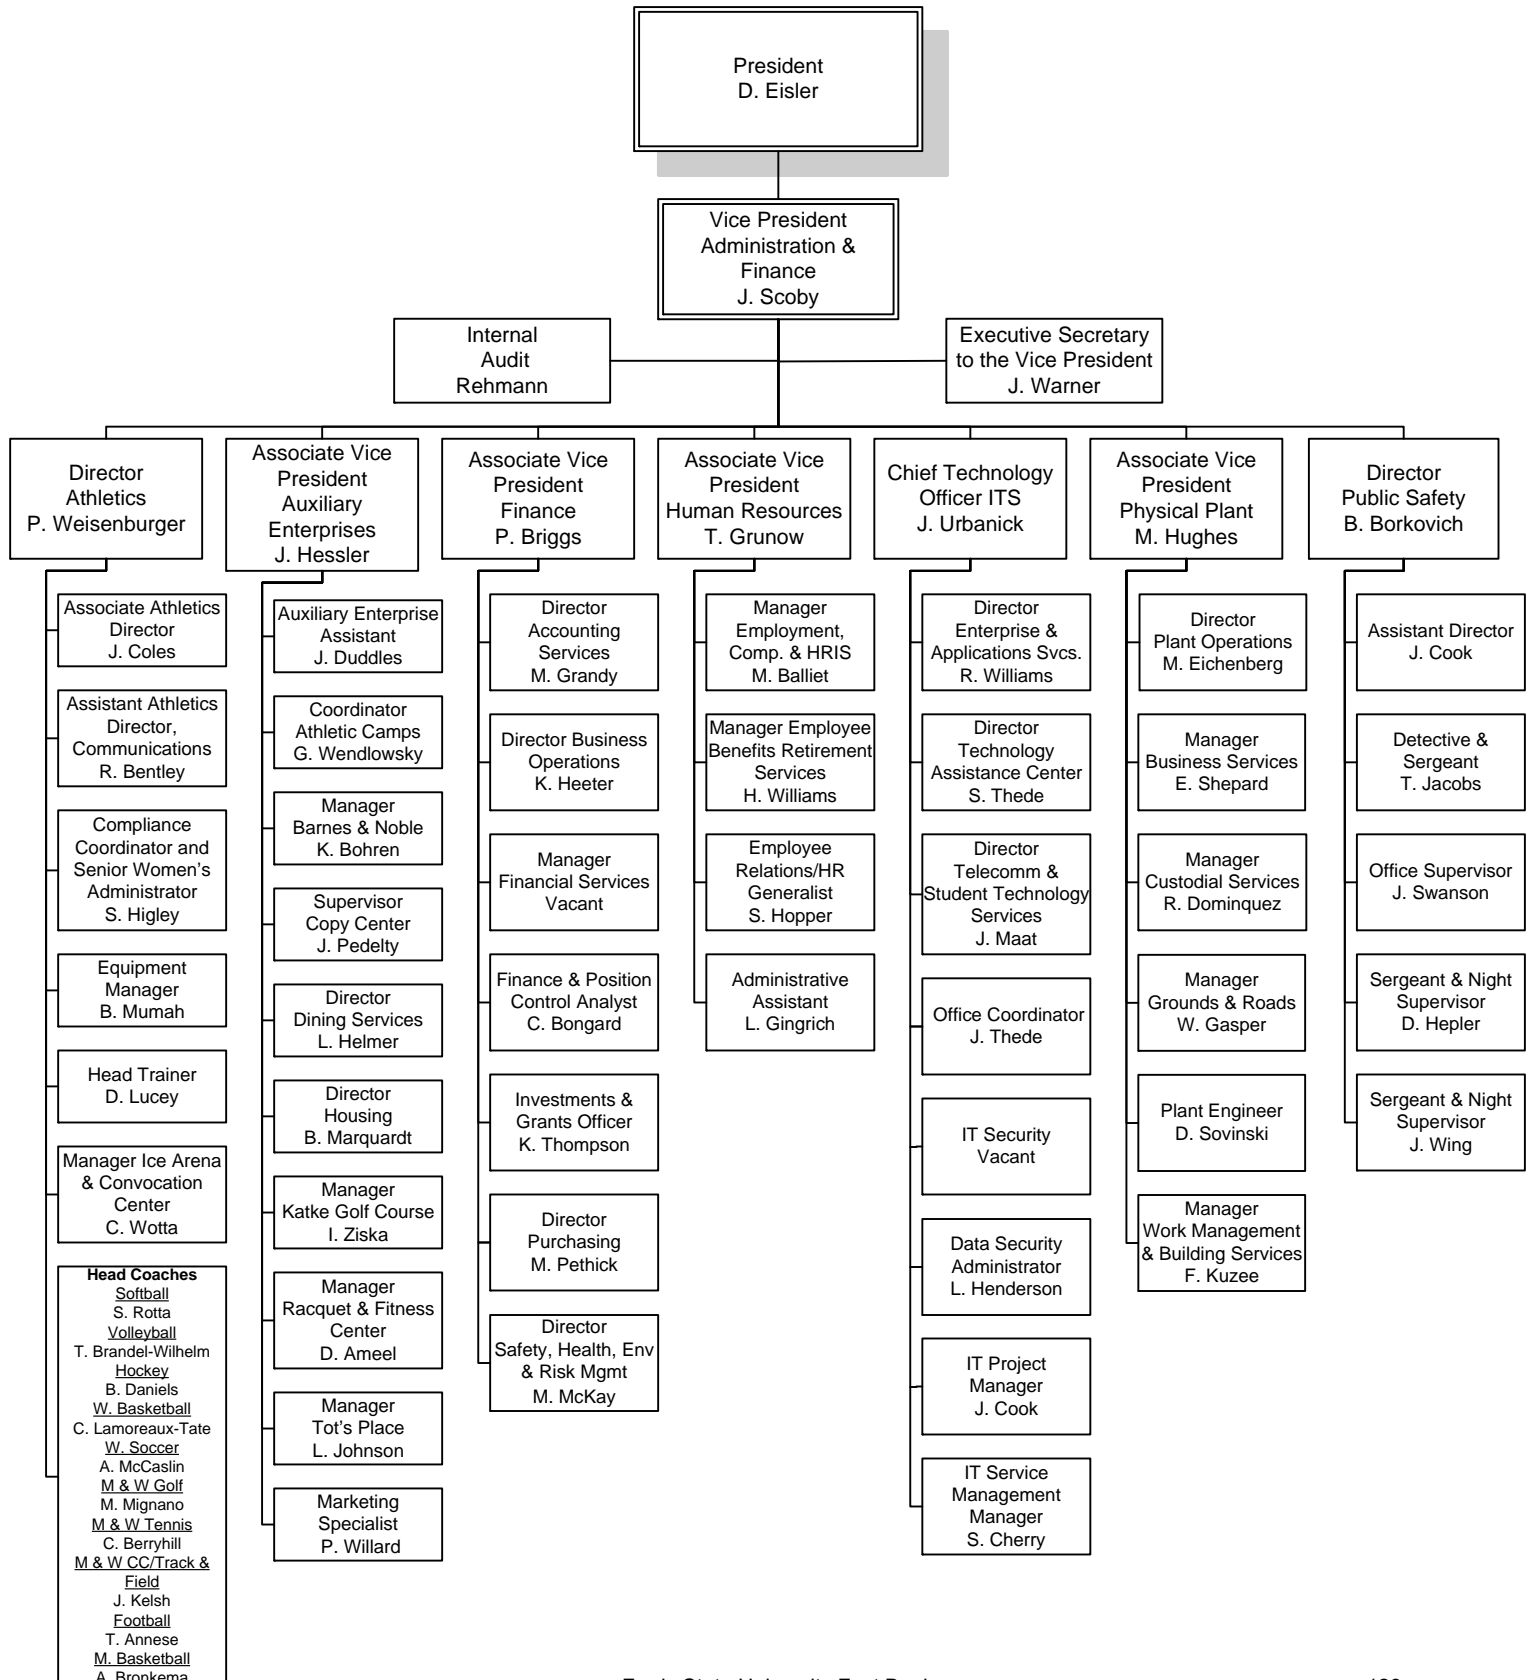 President
D. Eisler
Vice President
Administration &
Finance
J. Scoby
Internal
Audit
Rehmann
Executive Secretary
to the Vice President
J. Warner
Director
Athletics
P. Weisenburger
Associate Vice
President
Auxiliary
Enterprises
J. Hessler
Associate Vice
President
Finance
P. Briggs
Associate Vice
President
Human Resources
T. Grunow
Chief Technology
Officer ITS
J. Urbanick
Associate Vice
President
Physical Plant
M. Hughes
Director
Public Safety
B. Borkovich
Associate Athletics
Director
J. Coles
Assistant Athletics
Director,
Communications
R. Bentley
Compliance
Coordinator and
Senior Women's
Administrator
S. Higley
Equipment
Manager
B. Mumah
Head Trainer
D. Lucey
Manager Ice Arena
& Convocation
Center
C. Wotta
Head Coaches
Softball
S. Rotta
Volleyball
T. Brandel-Wilhelm
Hockey
B. Daniels
W. Basketball
C. Lamoreaux-Tate
W. Soccer
A. McCaslin
M & W Golf
M. Mignano
M & W Tennis
C. Berryhill
M & W CC/Track &
Field
J. Kelsh
Football
T. Annese
M. Basketball
A. Bronkema
Auxiliary Enterprise
Assistant
J. Duddles
Coordinator
Athletic Camps
G. Wendlowsky
Manager
Barnes & Noble
K. Bohren
Supervisor
Copy Center
J. Pedelty
Director
Dining Services
L. Helmer
Director
Housing
B. Marquardt
Manager
Katke Golf Course
I. Ziska
Manager
Racquet & Fitness
Center
D. Ameel
Manager
Tot's Place
L. Johnson
Marketing
Specialist
P. Willard
Director
Accounting
Services
M. Grandy
Director Business
Operations
K. Heeter
Manager
Financial Services
Vacant
Finance & Position
Control Analyst
C. Bongard
Investments &
Grants Officer
K. Thompson
Director
Purchasing
M. Pethick
Director
Safety, Health, Env
& Risk Mgmt
M. McKay
Manager
Employment,
Comp. & HRIS
M. Balliet
Manager Employee
Benefits Retirement
Services
H. Williams
Employee
Relations/HR
Generalist
S. Hopper
Administrative
Assistant
L. Gingrich
Director
Enterprise &
Applications Svcs.
R. Williams
Director
Technology
Assistance Center
S. Thede
Director
Telecomm &
Student Technology
Services
J. Maat
Office Coordinator
J. Thede
IT Security
Vacant
Data Security
Administrator
L. Henderson
IT Project
Manager
J. Cook
IT Service
Management
Manager
S. Cherry
Director
Plant Operations
M. Eichenberg
Manager
Business Services
E. Shepard
Manager
Custodial Services
R. Dominquez
Manager
Grounds & Roads
W. Gasper
Plant Engineer
D. Sovinski
Manager
Work Management
& Building Services
F. Kuzee
Assistant Director
J. Cook
Detective &
Sergeant
T. Jacobs
Office Supervisor
J. Swanson
Sergeant & Night
Supervisor
D. Hepler
Sergeant & Night
Supervisor
J. Wing
State University